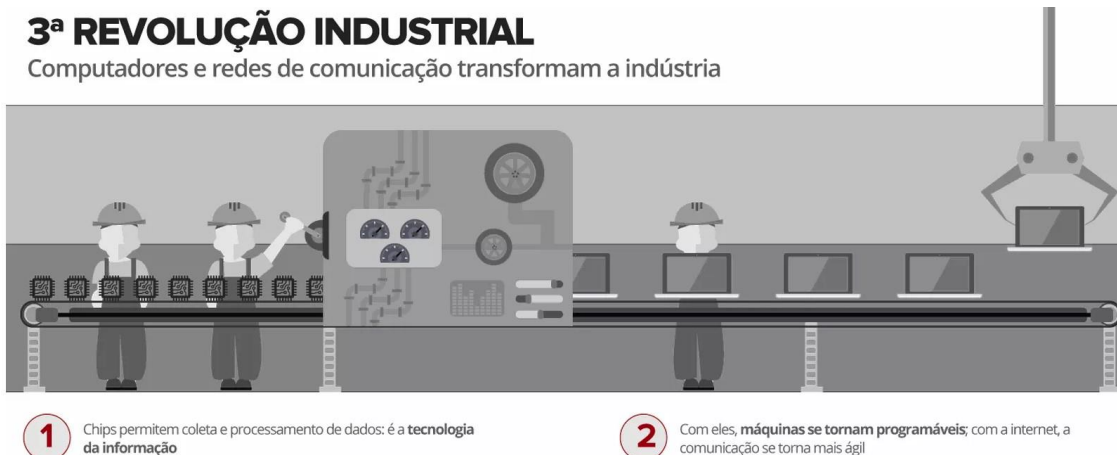 3ª REVOLUÇÃO INDUSTRIAL
Computadores e redes de comunicação transformam a indústria
1
Chips permitem coleta e processamento de dados: é a tecnologia
da informação
2
Com eles, máquinas se tornam programáveis; com a internet, a
comunicação se torna mais ágil